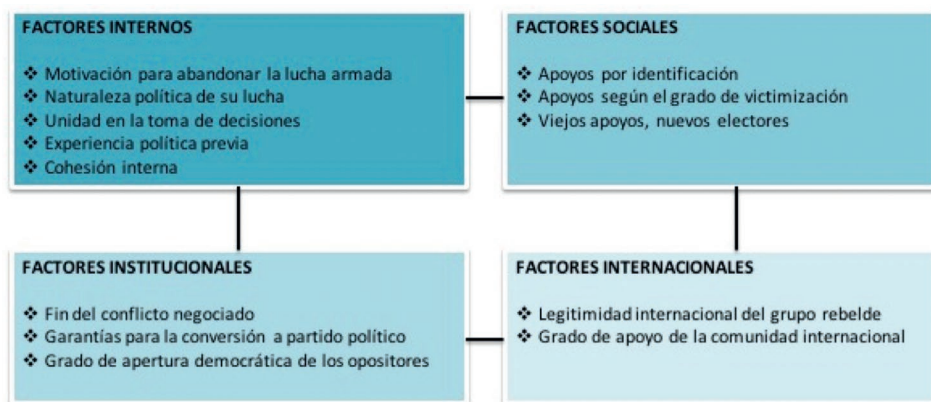 FACTORES INTERNOS
❖ Motivación para abandonar la lucha armada
❖ Naturaleza política de su lucha
❖ Unidad en la toma de decisiones
❖ Experiencia política previa
❖ Cohesión interna
FACTORES SOCIALES
❖ Apoyos por identificación
❖ Apoyos según el grado de victimización
❖ Viejos apoyos, nuevos electores
FACTORES INSTITUCIONALES
❖ Fin del conflicto negociado
❖ Garantías para la conversión a partido político
❖ Grado de apertura democrática de los opositores
FACTORES INTERNACIONALES
❖ Legitimidad internacional del grupo rebelde
❖ Grado de apoyo de la comunidad internacional